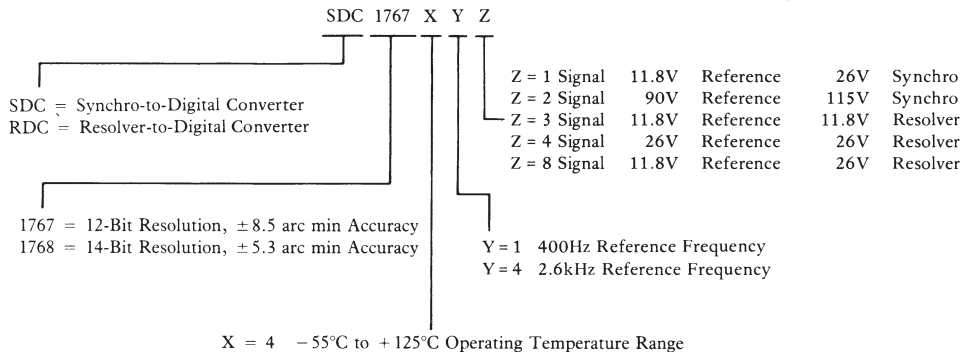 SDC 1767 X Y Z
Z = 1 Signal 11.8V Reference 26V Synchro
Z = 2 Signal 90V Reference 115V Synchro
Z = 3 Signal 11.8V Reference 11.8V Resolver
Z = 4 Signal 26V Reference 26V Resolver
Z = 8 Signal 11.8V Reference 26V Resolver
SDC = Synchro-to-Digital Converter
RDC = Resolver-to-Digital Converter
1767 = 12-Bit Resolution, ±8.5 arc min Accuracy
1768 = 14-Bit Resolution, ±5.3 arc min Accuracy
Y = 1 400Hz Reference Frequency
Y = 4 2.6kHz Reference Frequency
X = 4 −55°C to +125°C Operating Temperature Range